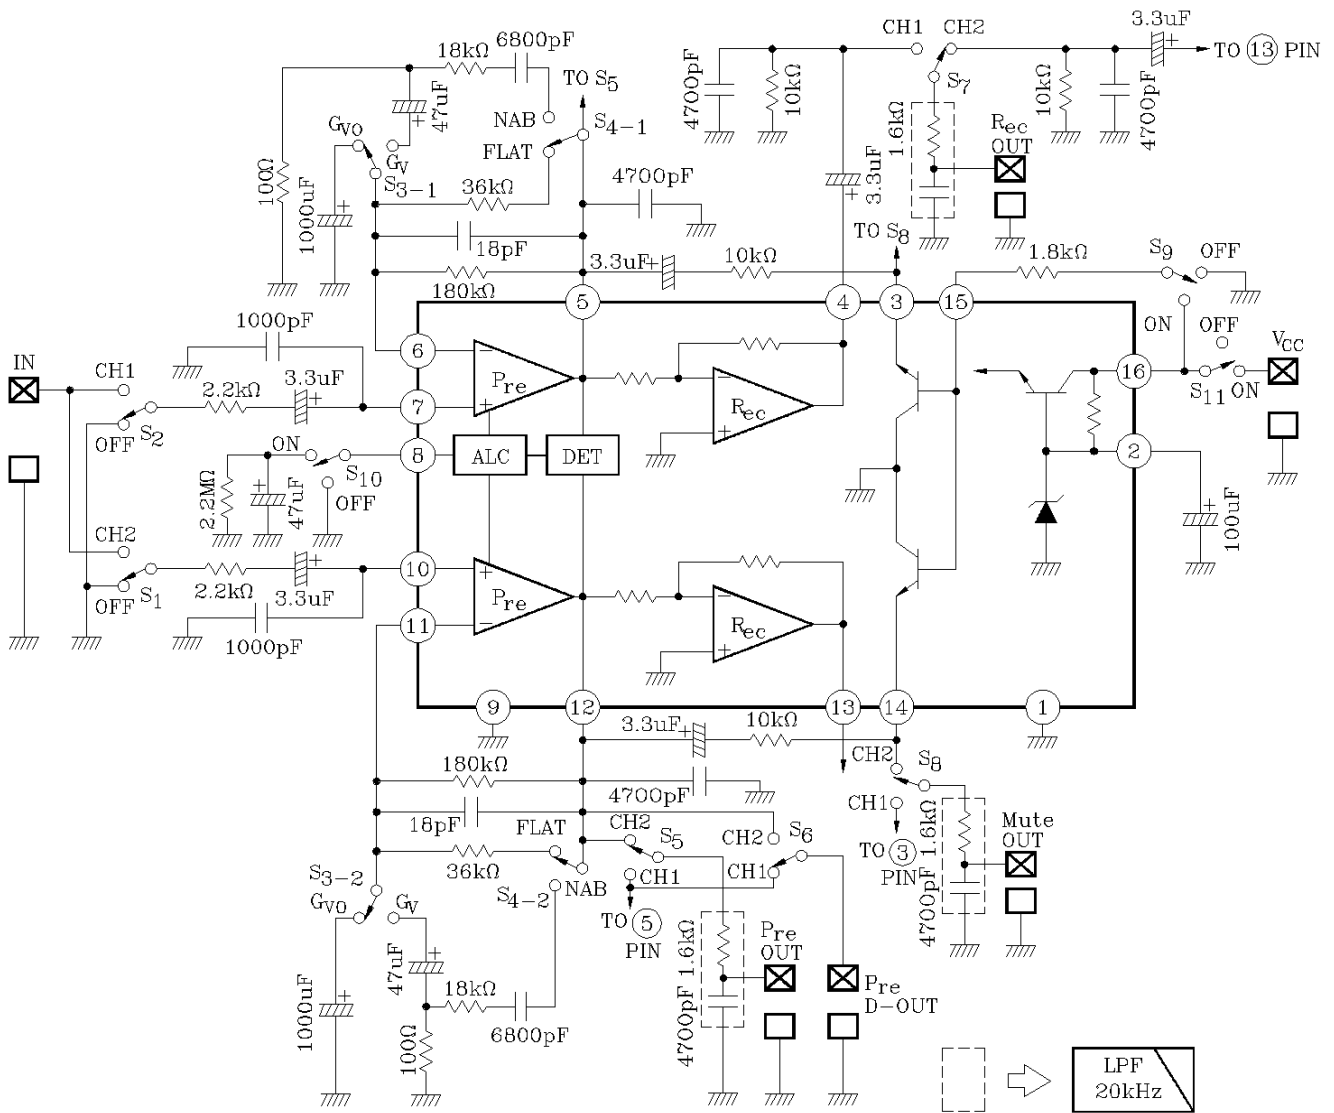 6800pF
18kΩ
TO S5
CH1
CH2
3.3uF
+
TO 13 PIN
47uF
+
NAB
S4-1
FLAT
GVO
GV
S3-1
100Ω
1000uF
+
36kΩ
4700pF
18pF
180kΩ
3.3uF
+
10kΩ
4700pF
10kΩ
S7
1.6kΩ
Rec
OUT
10kΩ
4700pF
3.3uF
+
TO S8
1.8kΩ
S9
OFF
ON
OFF
VCC
S11
ON
5
4
3
15
IN
1000pF
CH1
2.2kΩ
3.3uF
+
OFF
S2
6
7
8
−
Pre
+
−
Rec
+
16
2
ON
S10
OFF
2.2MΩ
47uF
+
ALC
DET
100uF
+
CH2
OFF
S1
2.2kΩ
3.3uF
+
1000pF
10
11
+
Pre
−
−
Rec
+
9
12
13
14
1
3.3uF
+
10kΩ
CH2
S8
CH1
TO 3
PIN
1.6kΩ
4700pF
Mute
OUT
180kΩ
4700pF
18pF
FLAT
CH2
S5
CH2
S6
36kΩ
S4-2
NAB
CH1
CH1
S3-2
GVO
GV
TO 5
PIN
47uF
+
1000uF
+
18kΩ
6800pF
100Ω
1.6kΩ
4700pF
Pre
OUT
Pre
D-OUT
LPF
20kHz